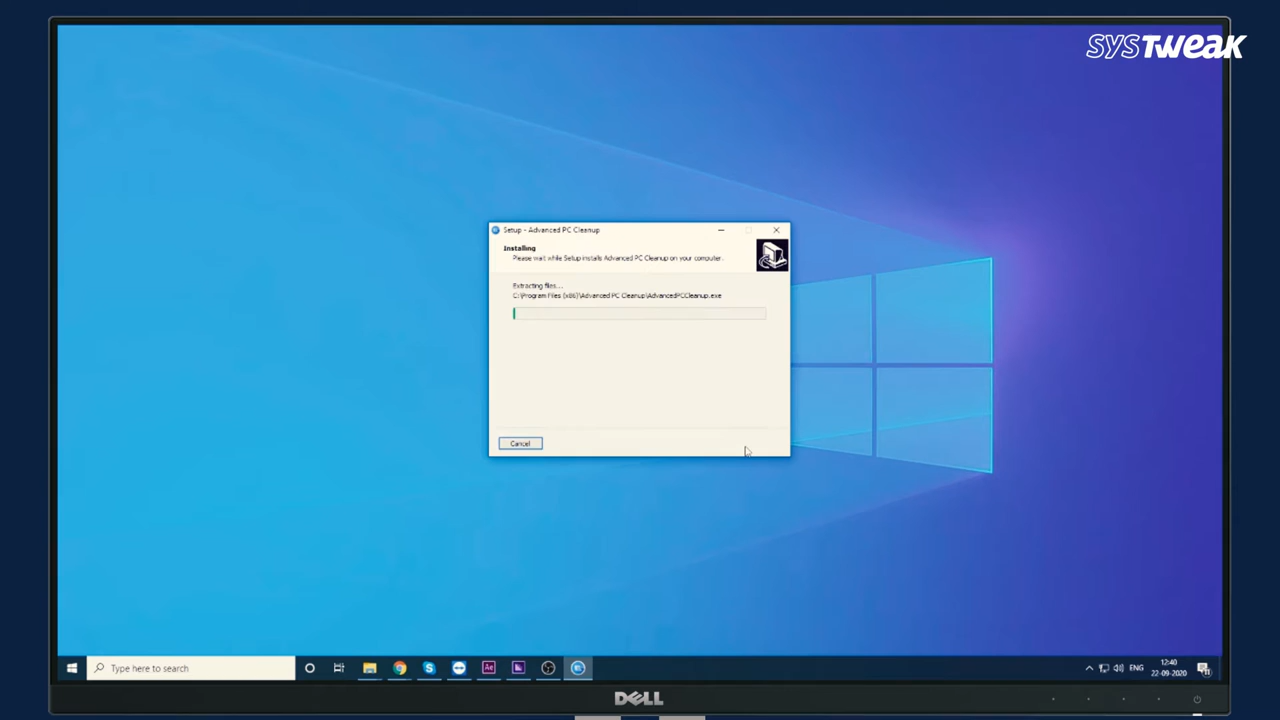 SYSTWEAK
Setup - Advanced PC Cleanup
Installing
Please wait while Setup installs Advanced PC Cleanup on your computer.
Extracting files...
C:\Program Files (x86)\Advanced PC Cleanup\AdvancedPCCleanup.exe
Cancel
Type here to search
Ae
ENG
12:40
22-09-2020
DELL